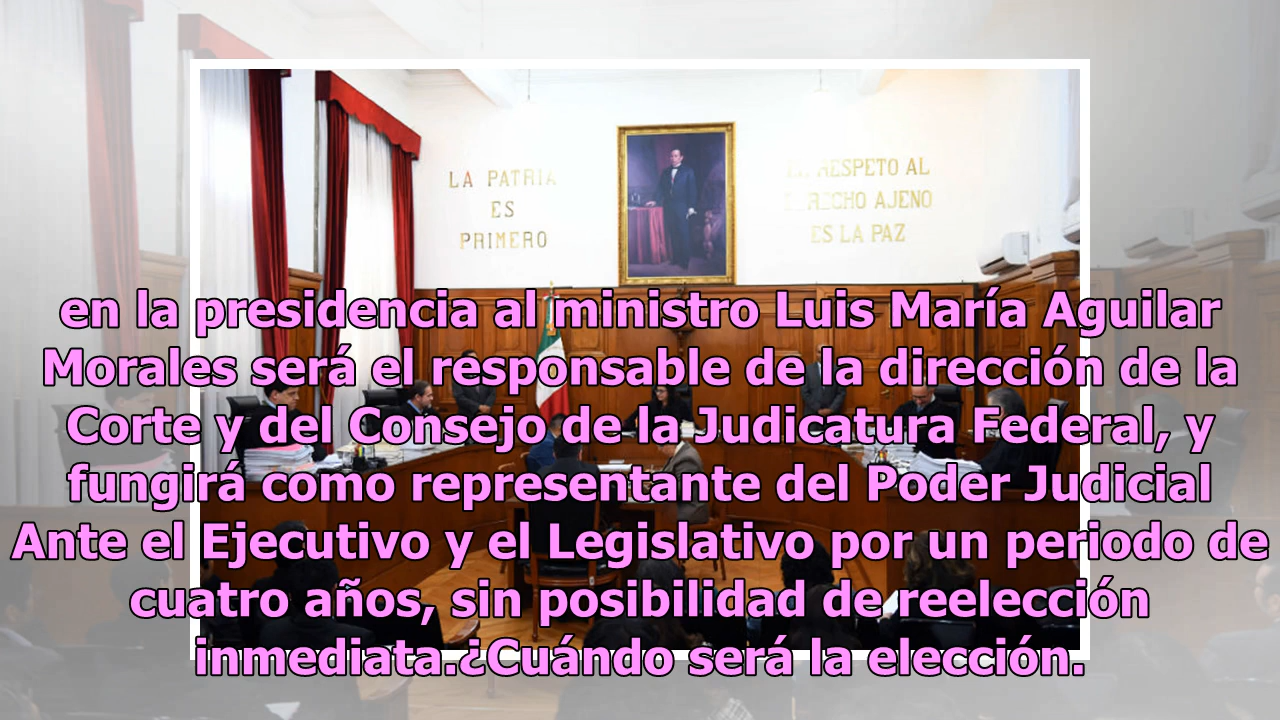 LA PATRIA
ES
PRIMERO
EL RESPETO AL
DERECHO AJENO
ES LA PAZ
en la presidencia al ministro Luis María Aguilar
Morales será el responsable de la dirección de la
Corte y del Consejo de la Judicatura Federal, y
fungirá como representante del Poder Judicial
Ante el Ejecutivo y el Legislativo por un periodo de
cuatro años, sin posibilidad de reelección
inmediata.¿Cuándo será la elección.